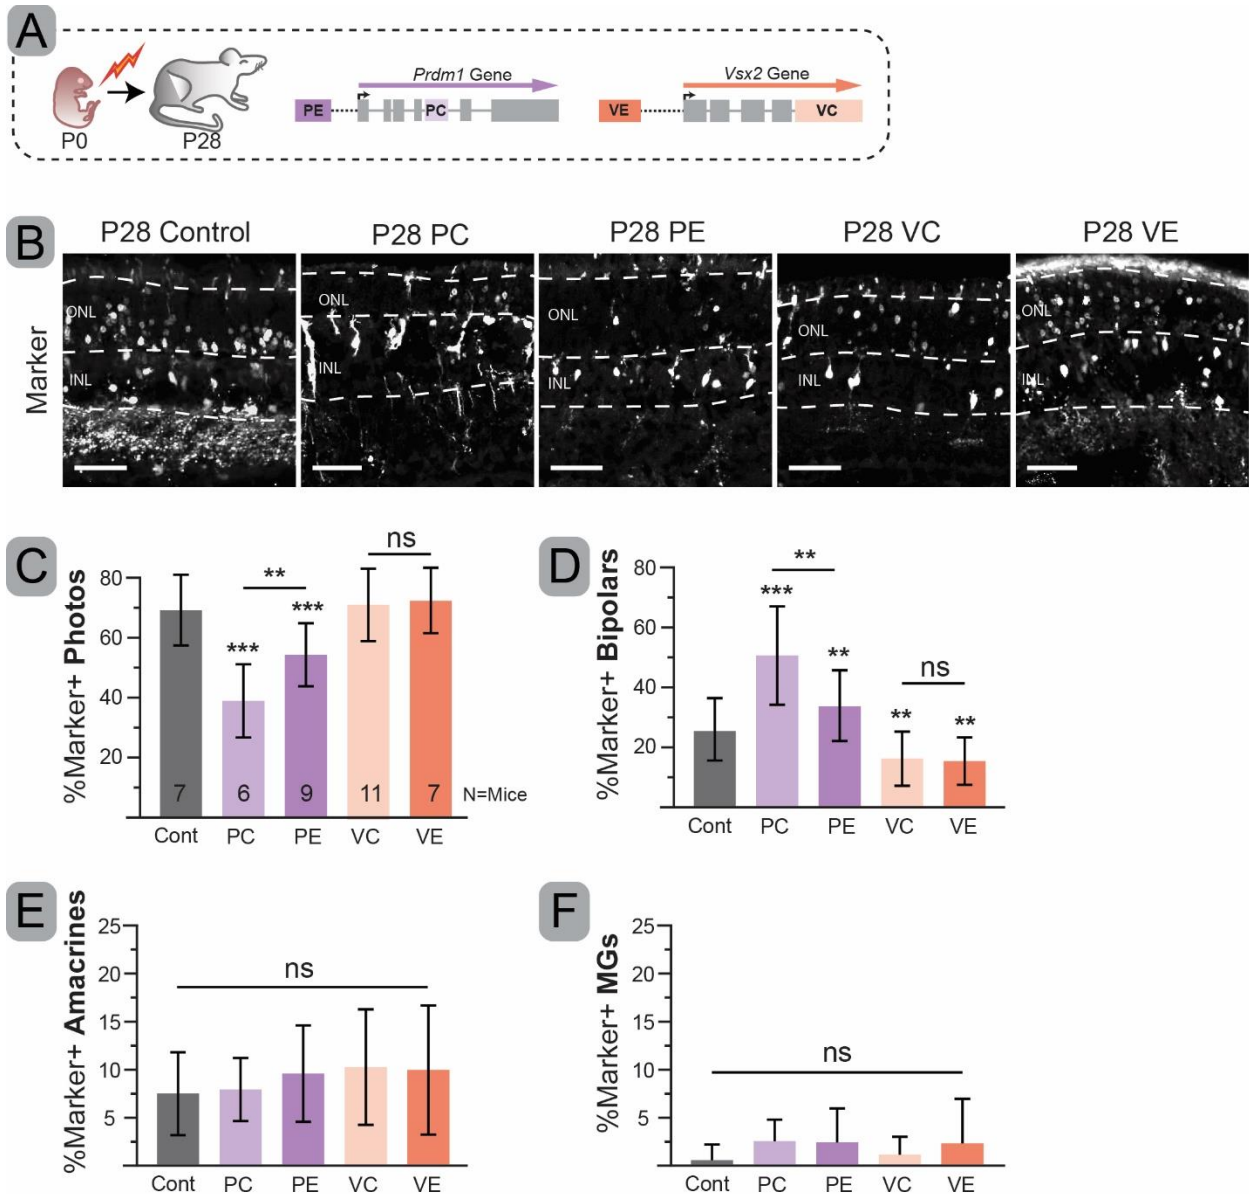 A
P0
P28
Prdm1 Gene
PE
PC
Vsx2 Gene
VE
VC
B
P28 Control
P28 PC
P28 PE
P28 VC
P28 VE
Marker
ONL
INL
ONL
INL
ONL
INL
ONL
INL
ONL
INL
C
%Marker+ Photos
80
60
40
20
***
**
***
ns
7
6
9
11
7
N=Mice
Cont
PC
PE
VC
VE
D
%Marker+ Bipolars
80
60
40
20
**
***
**
ns
**
**
Cont
PC
PE
VC
VE
E
%Marker+ Amacrines
25
20
15
10
5
ns
Cont
PC
PE
VC
VE
F
%Marker+ MGs
25
20
15
10
5
ns
Cont
PC
PE
VC
VE